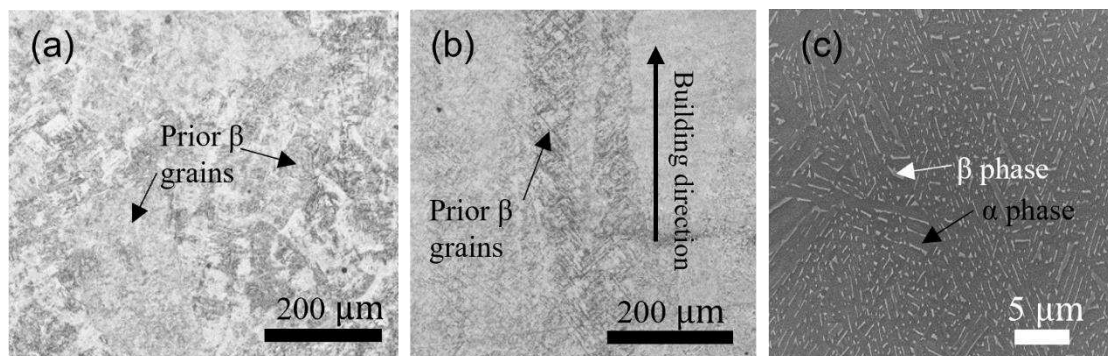 (a)
Prior β
grains
200 μm
(b)
Building direction
Prior β
grains
200 μm
(c)
β phase
α phase
5 μm